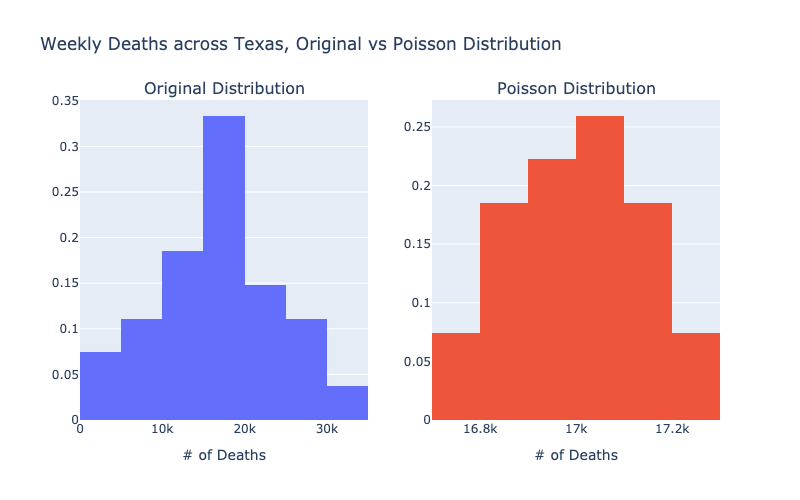 Weekly Deaths across Texas, Original vs Poisson Distribution
Original Distribution
Poisson Distribution
0.35
0.3
0.25
0.2
0.15
0.1
0.05
0
0
10k
20k
30k
# of Deaths
0.25
0.2
0.15
0.1
0.05
0
16.8k
17k
17.2k
# of Deaths